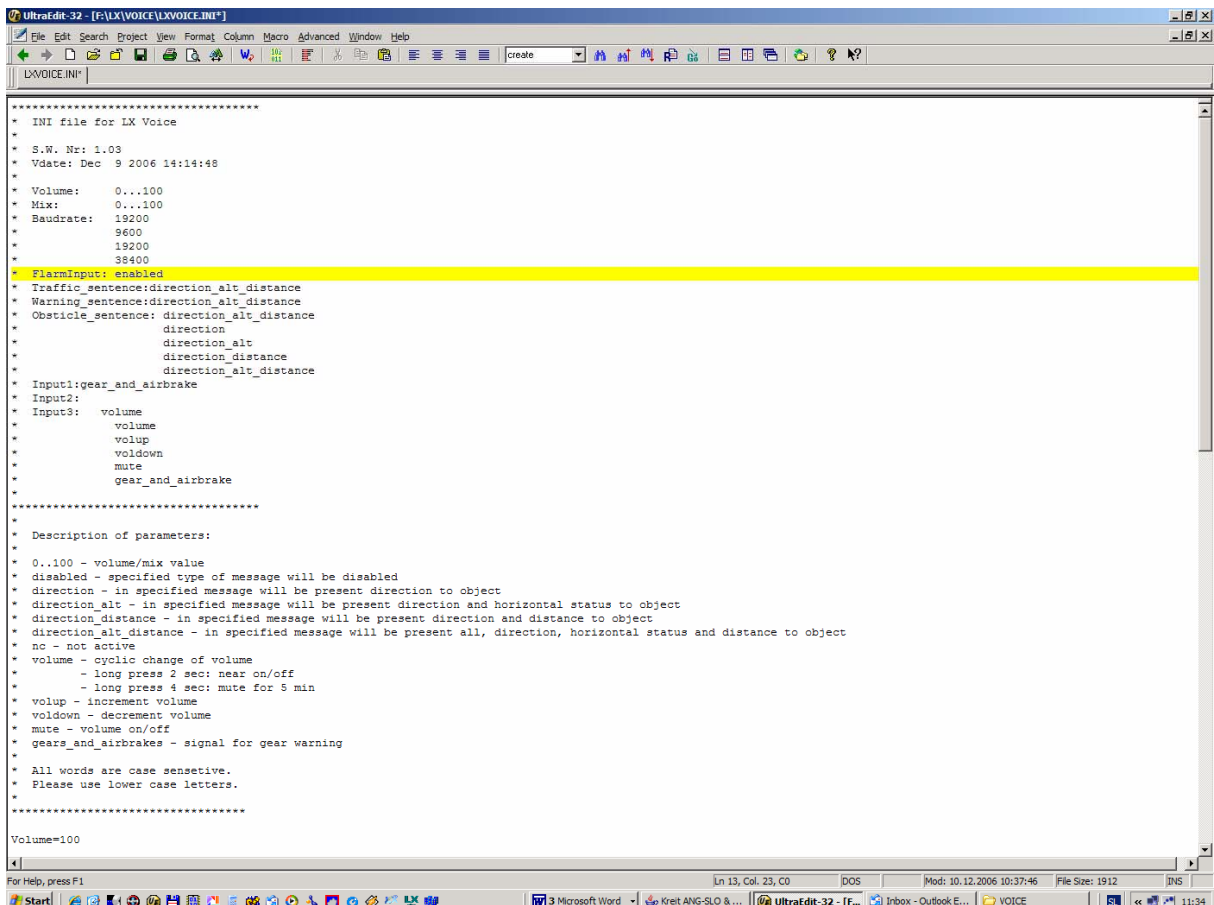 UltraEdit-32 - [F:\LX\VOICE\LXVOICE.INI*]
File Edit Search Project View Format Column Macro Advanced Window Help
create
LXVOICE.INI*
************************************
*  INI file for LX Voice
*
*  S.W. Nr: 1.03
*  Vdate: Dec  9 2006 14:14:48
*
*  Volume:     0...100
*  Mix:        0...100
*  Baudrate:   19200
*              9600
*              19200
*              38400
*  FlarmInput: enabled
*  Traffic_sentence:direction_alt_distance
*  Warning_sentence:direction_alt_distance
*  Obsticle_sentence: direction_alt_distance
*                     direction
*                     direction_alt
*                     direction_distance
*                     direction_alt_distance
*  Input1:gear_and_airbrake
*  Input2:
*  Input3:   volume
*              volume
*              volup
*              voldown
*              mute
*              gear_and_airbrake
*
************************************
*
*  Description of parameters:
*
*  0..100 - volume/mix value
*  disabled - specified type of message will be disabled
*  direction - in specified message will be present direction to object
*  direction_alt - in specified message will be present direction and horizontal status to object
*  direction_distance - in specified message will be present direction and distance to object
*  direction_alt_distance - in specified message will be present all, direction, horizontal status and distance to object
*  nc - not active
*  volume - cyclic change of volume
*         - long press 2 sec: near on/off
*         - long press 4 sec: mute for 5 min
*  volup - increment volume
*  voldown - decrement volume
*  mute - volume on/off
*  gears_and_airbrakes - signal for gear warning
*
*  All words are case sensetive.
*  Please use lower case letters.
*
**********************************
Volume=100
For Help, press F1 Ln 13, Col. 23, C0 DOS Mod: 10.12.2006 10:37:46 File Size: 1912 INS
Start 3 Microsoft Word Kreit ANG-SLO & ... UltraEdit-32 - [F... Inbox - Outlook E... VOICE SL 11:34